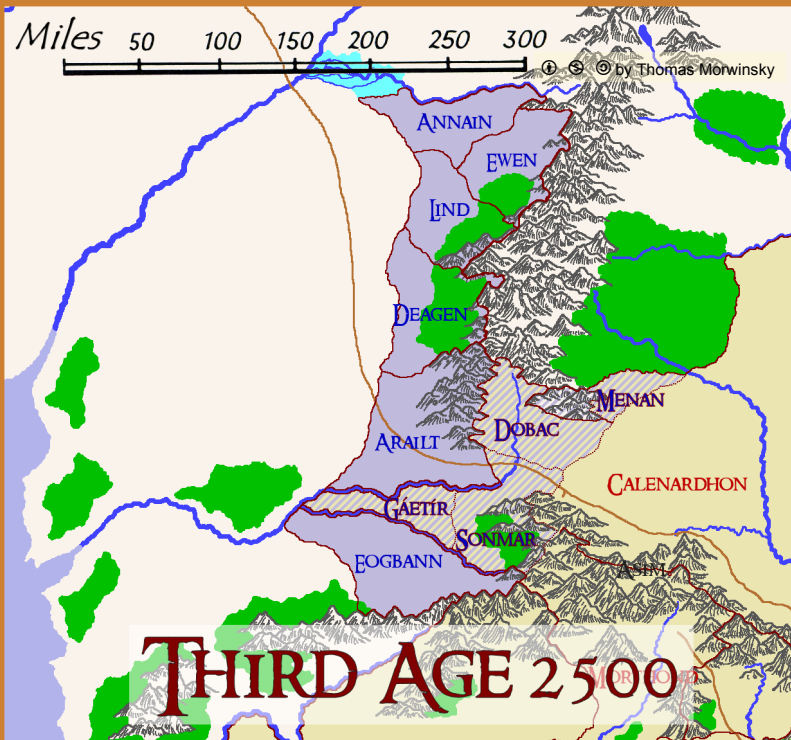 Miles 50 100 150 200 250 300
by Thomas Morwinsky
ANNAIN
EWEN
LIND
DEAGEN
MENAN
DOBAC
ARAILT
CALENARDHON
GÁETÍR
SONMAR
EOGBANN
ASIM
THIRD AGE 2500